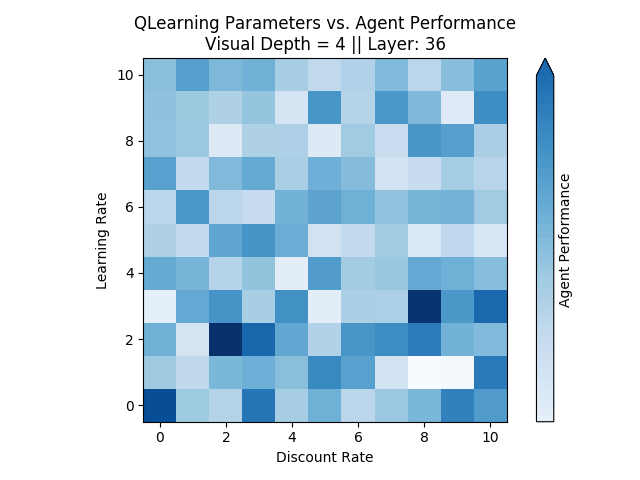 QLearning Parameters vs. Agent Performance
Visual Depth = 4 || Layer: 36
10
8
6
4
2
0
Learning Rate
0 2 4 6 8 10
Discount Rate
Agent Performance